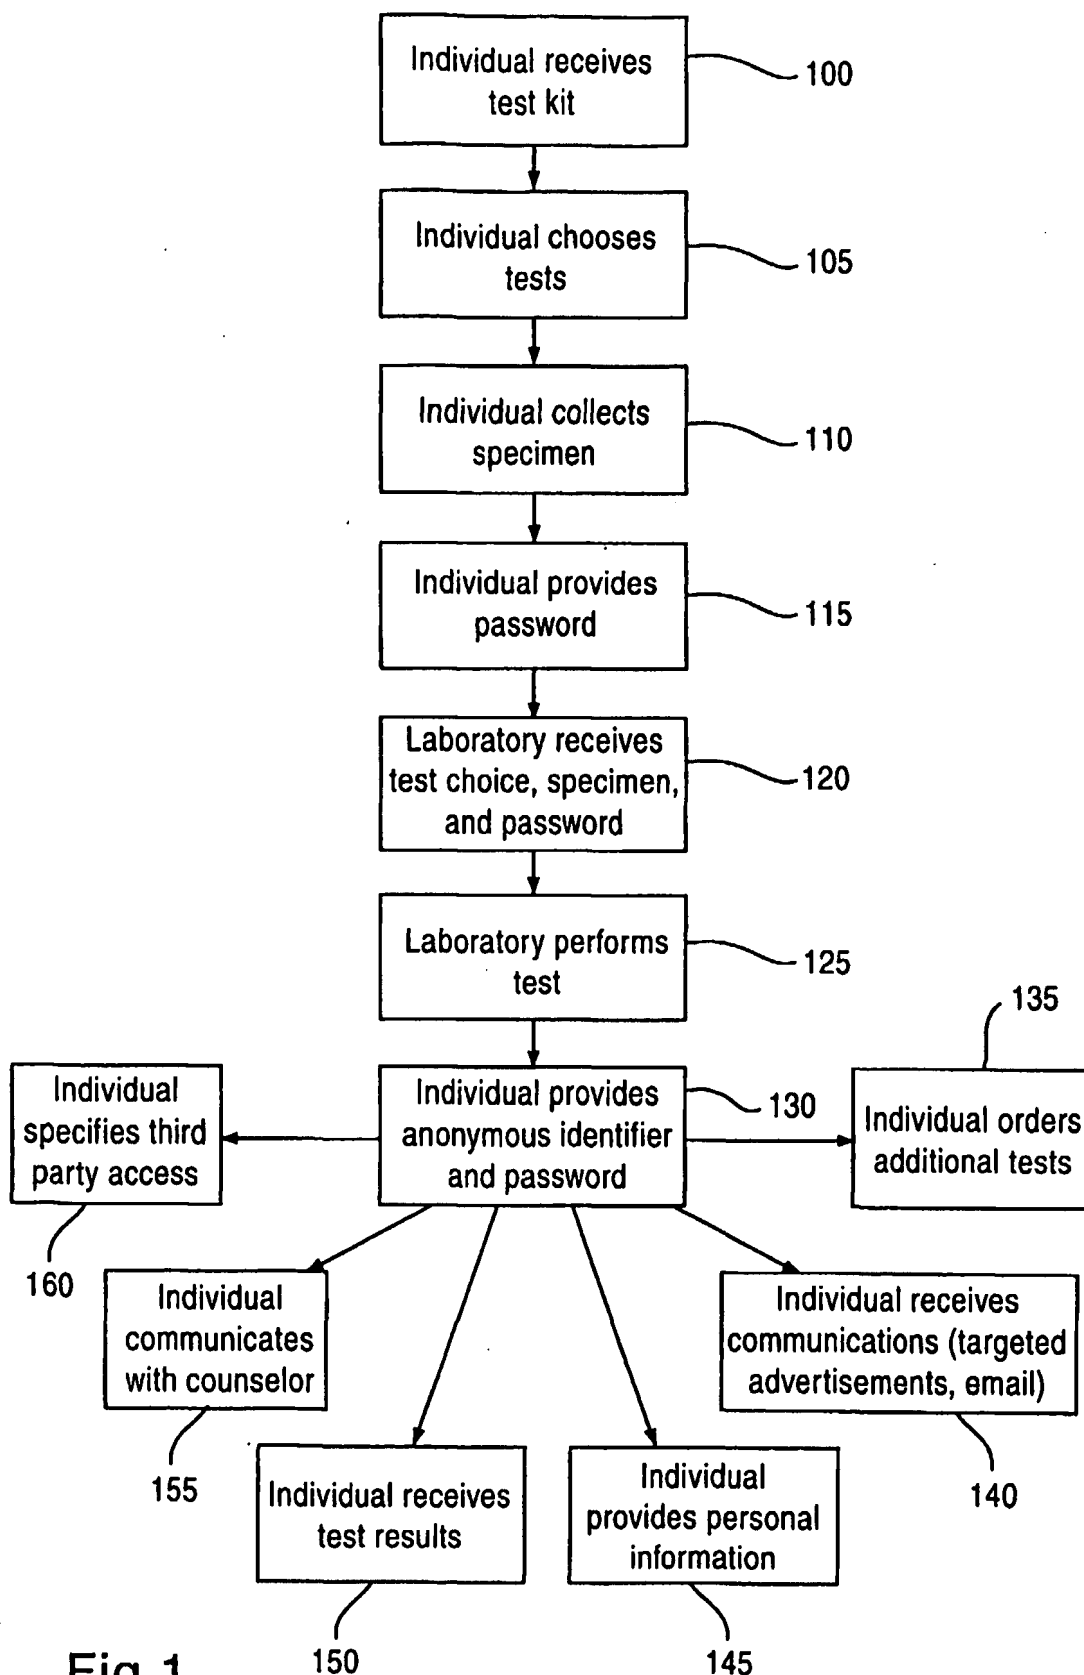 Individual receives
test kit
100
Individual chooses
tests
105
Individual collects
specimen
110
Individual provides
password
115
Laboratory receives
test choice, specimen,
and password
120
Laboratory performs
test
125
135
Individual
specifies third
party access
Individual provides
anonymous identifier
and password
130
Individual orders
additional tests
160
Individual
communicates
with counselor
Individual receives
communications (targeted
advertisements, email)
155
140
Individual receives
test results
Individual
provides personal
information
150
145
Fig 1